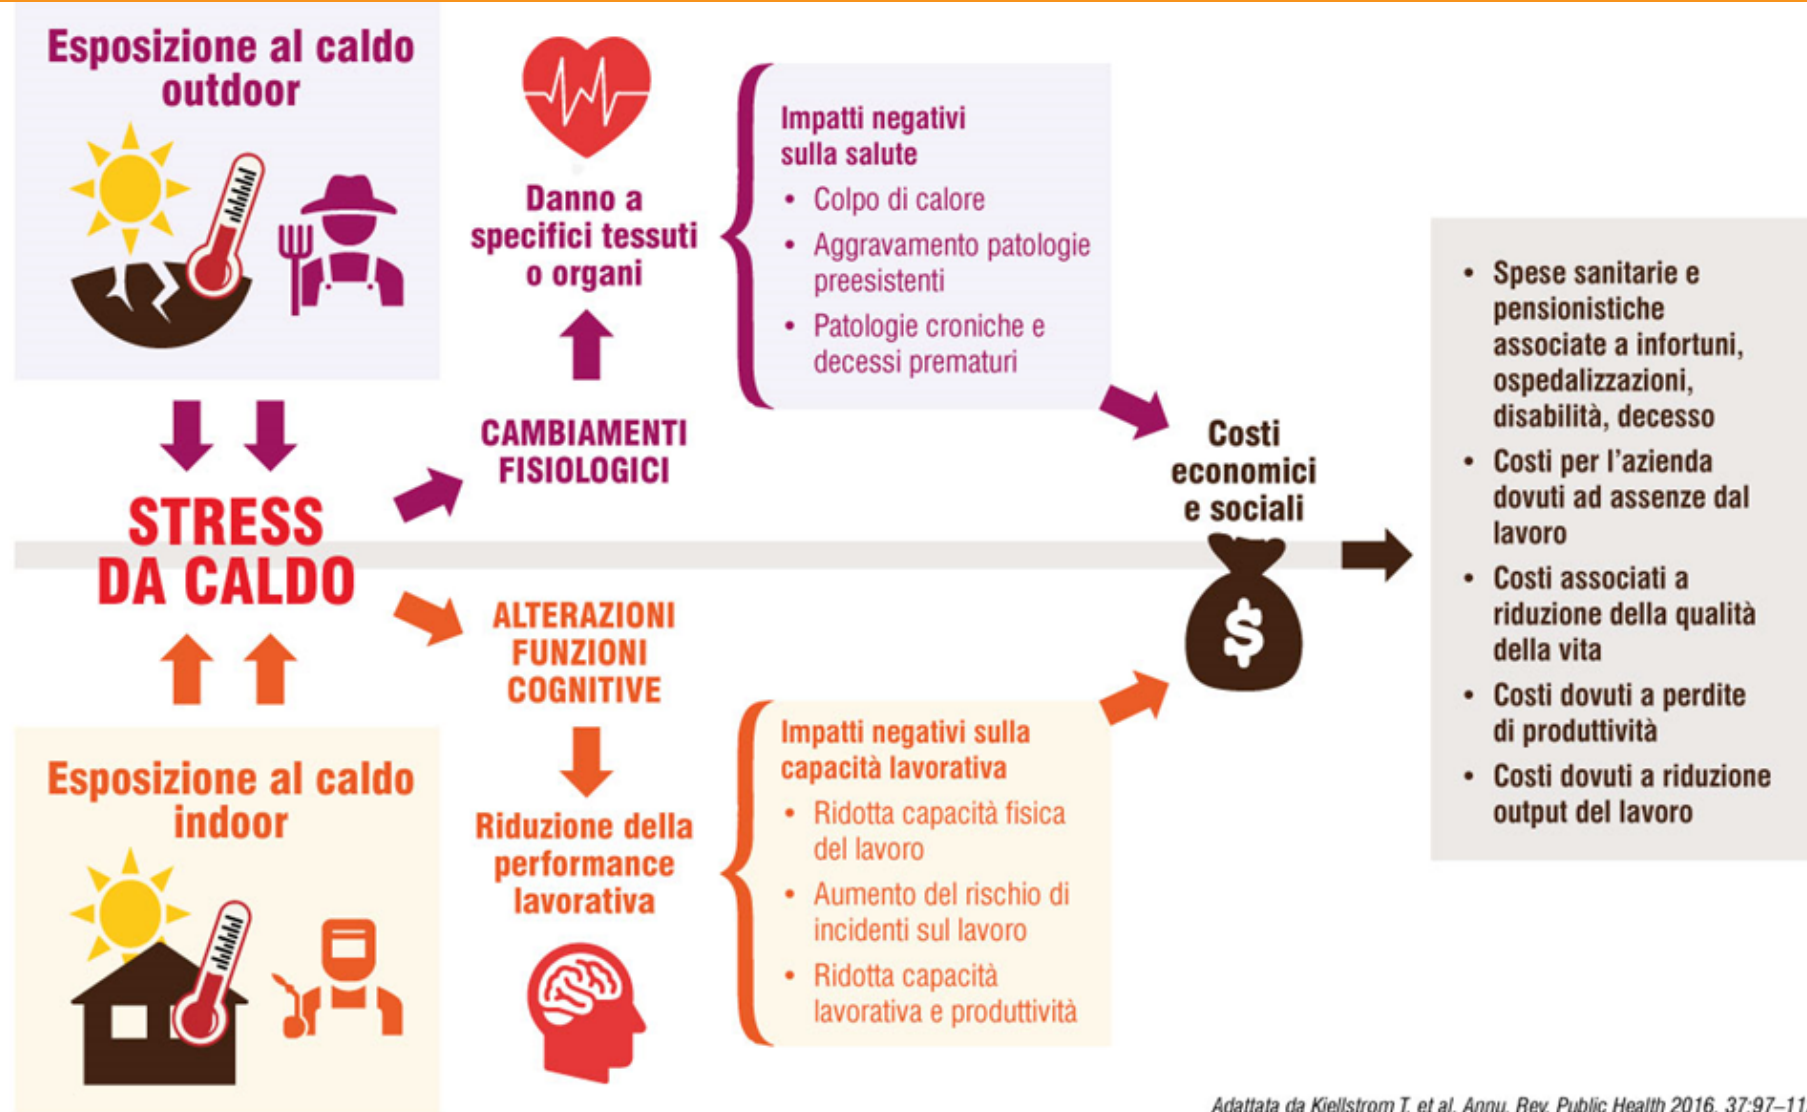 Esposizione al caldo
outdoor
STRESS
DA CALDO
Esposizione al caldo
indoor
Danno a
specifici tessuti
o organi
CAMBIAMENTI
FISIOLOGICI
ALTERAZIONI
FUNZIONI
COGNITIVE
Riduzione della
performance
lavorativa
Impatti negativi
sulla salute
• Colpo di calore
• Aggravamento patologie
preesistenti
• Patologie croniche e
decessi prematuri
Impatti negativi sulla
capacità lavorativa
• Ridotta capacità fisica
del lavoro
• Aumento del rischio di
incidenti sul lavoro
• Ridotta capacità
lavorativa e produttività
Costi
economici
e sociali
$
• Spese sanitarie e
pensionistiche
associate a infortuni,
ospedalizzazioni,
disabilità, decesso
• Costi per l'azienda
dovuti ad assenze dal
lavoro
• Costi associati a
riduzione della qualità
della vita
• Costi dovuti a perdite
di produttività
• Costi dovuti a riduzione
output del lavoro
Adattata da Kjellstrom T. et al. Annu. Rev. Public Health 2016. 37:97–11